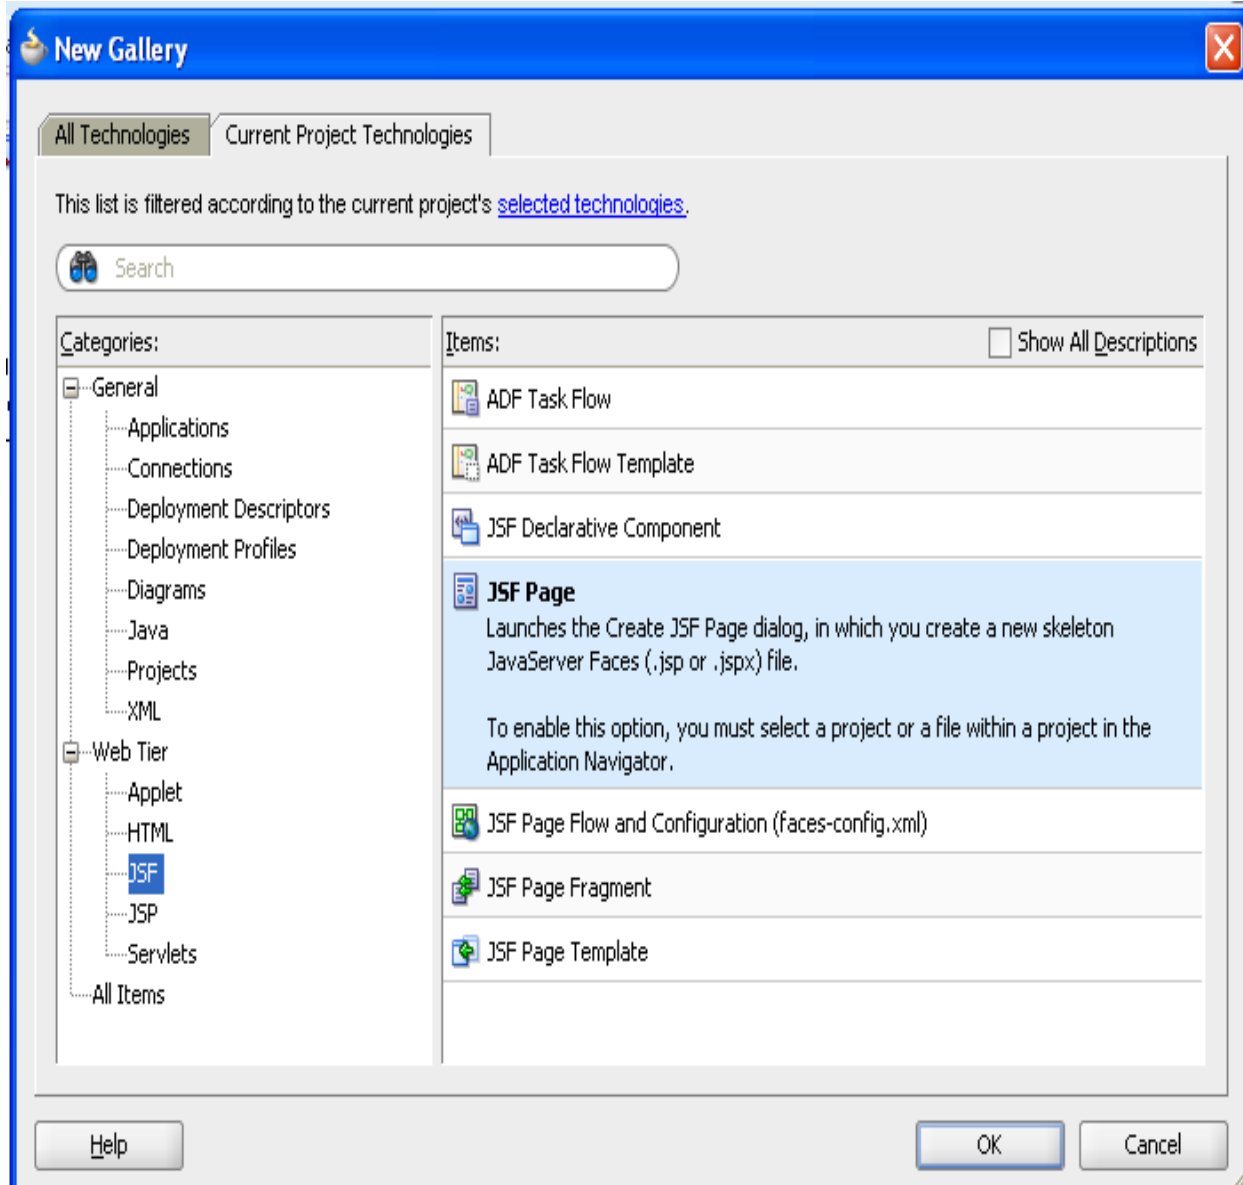 New Gallery
All Technologies
Current Project Technologies
This list is filtered according to the current project's selected technologies.
Search
Categories:
General
Applications
Connections
Deployment Descriptors
Deployment Profiles
Diagrams
Java
Projects
XML
Web Tier
Applet
HTML
JSF
JSP
Servlets
All Items
Items:
Show All Descriptions
ADF Task Flow
ADF Task Flow Template
JSF Declarative Component
JSF Page
Launches the Create JSF Page dialog, in which you create a new skeleton
JavaServer Faces (.jsp or .jspx) file.
To enable this option, you must select a project or a file within a project in the
Application Navigator.
JSF Page Flow and Configuration (faces-config.xml)
JSF Page Fragment
JSF Page Template
Help
OK
Cancel